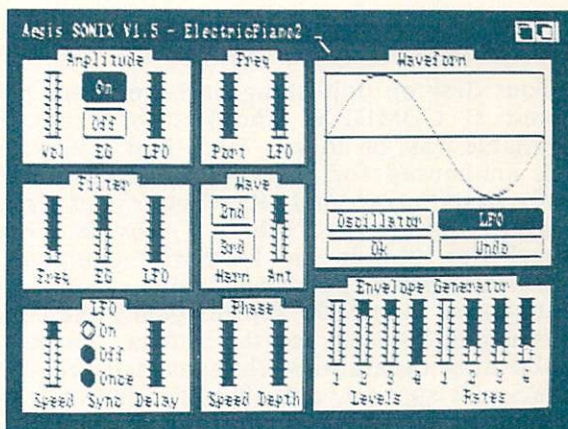 Aegis SONIX V1.5 - ElectricPiano2
Amplitude
On
Off
Vol EG LFO
Freq
Port LFO
Waveform
Oscillator LFO
Ok Undo
Filter
Freq EG LFO
Wave
2nd
3rd
Harm Amt
LFO
On
Off
Once
Speed Sync Delay
Phase
Speed Depth
Envelope Generator
1 2 3 4 1 2 3 4
Levels Rates